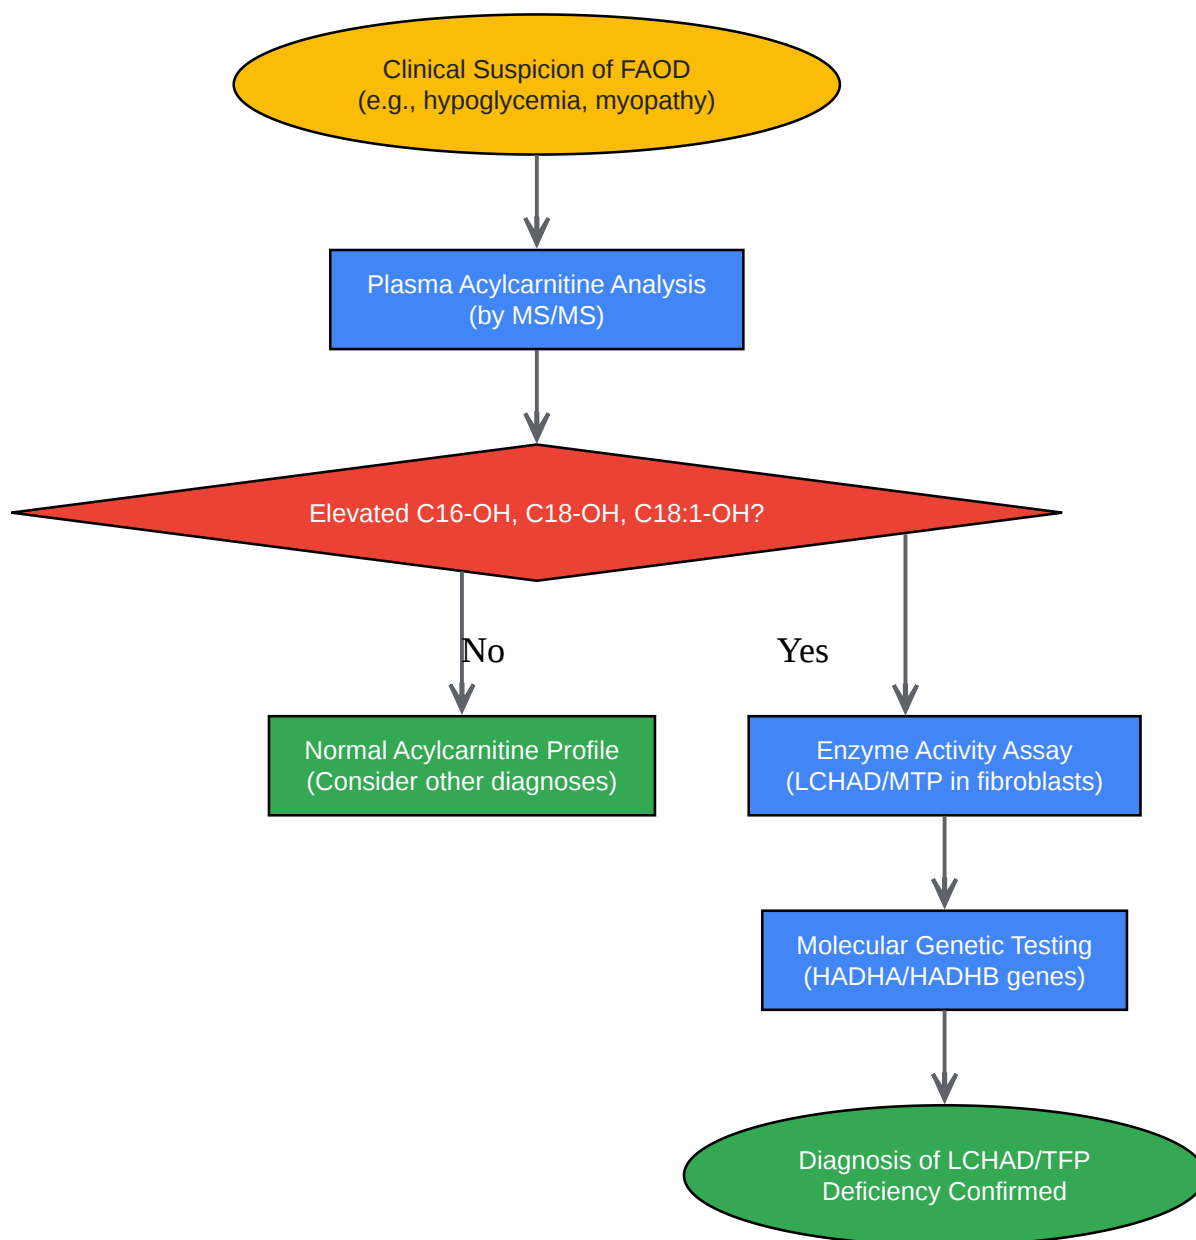 Clinical Suspicion of FAOD
(e.g., hypoglycemia, myopathy)
Plasma Acylcarnitine Analysis
(by MS/MS)
Elevated C16-OH, C18-OH, C18:1-OH?
No
Yes
Normal Acylcarnitine Profile
(Consider other diagnoses)
Enzyme Activity Assay
(LCHAD/MTP in fibroblasts)
Molecular Genetic Testing
(HADHA/HADHB genes)
Diagnosis of LCHAD/TFP
Deficiency Confirmed